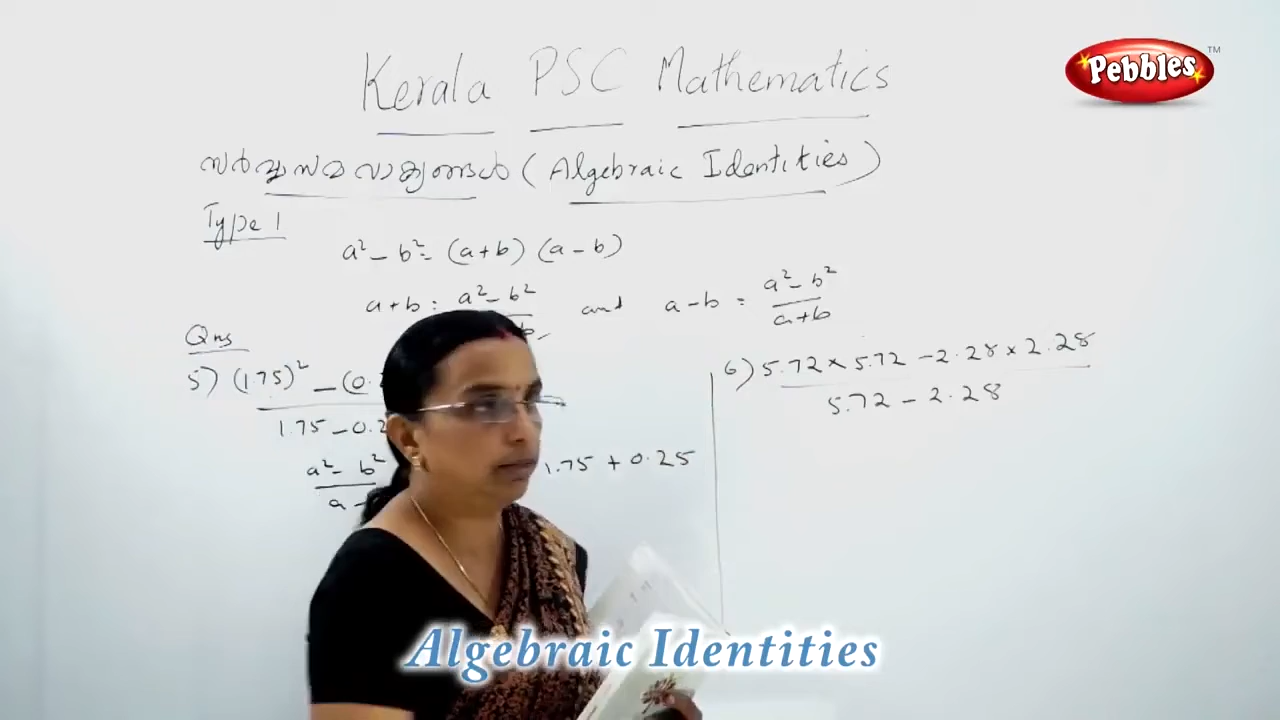 Kerala PSC Mathematics
Pebbles TM
സർവ്വസമവാക്യങ്ങൾ (Algebraic Identities)
Type 1
a² - b² = (a+b) (a-b)
a+b = a² - b² and a-b = a² - b² / a+b
Qns
5) (1.75)² - (0.
1.75 - 0.2
a² - b²
a -
1.75 + 0.25
6) 5.72 × 5.72 - 2.28 × 2.28
5.72 - 2.28
Algebraic Identities